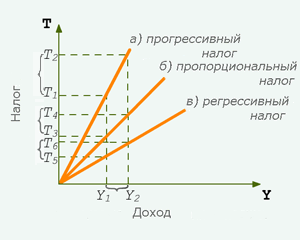 T
а) прогрессивный
налог
T2
б) пропорциональный
налог
T1
в) регрессивный
налог
T4
T3
T6
T5
Налог
Y1 Y2
Y
Доход